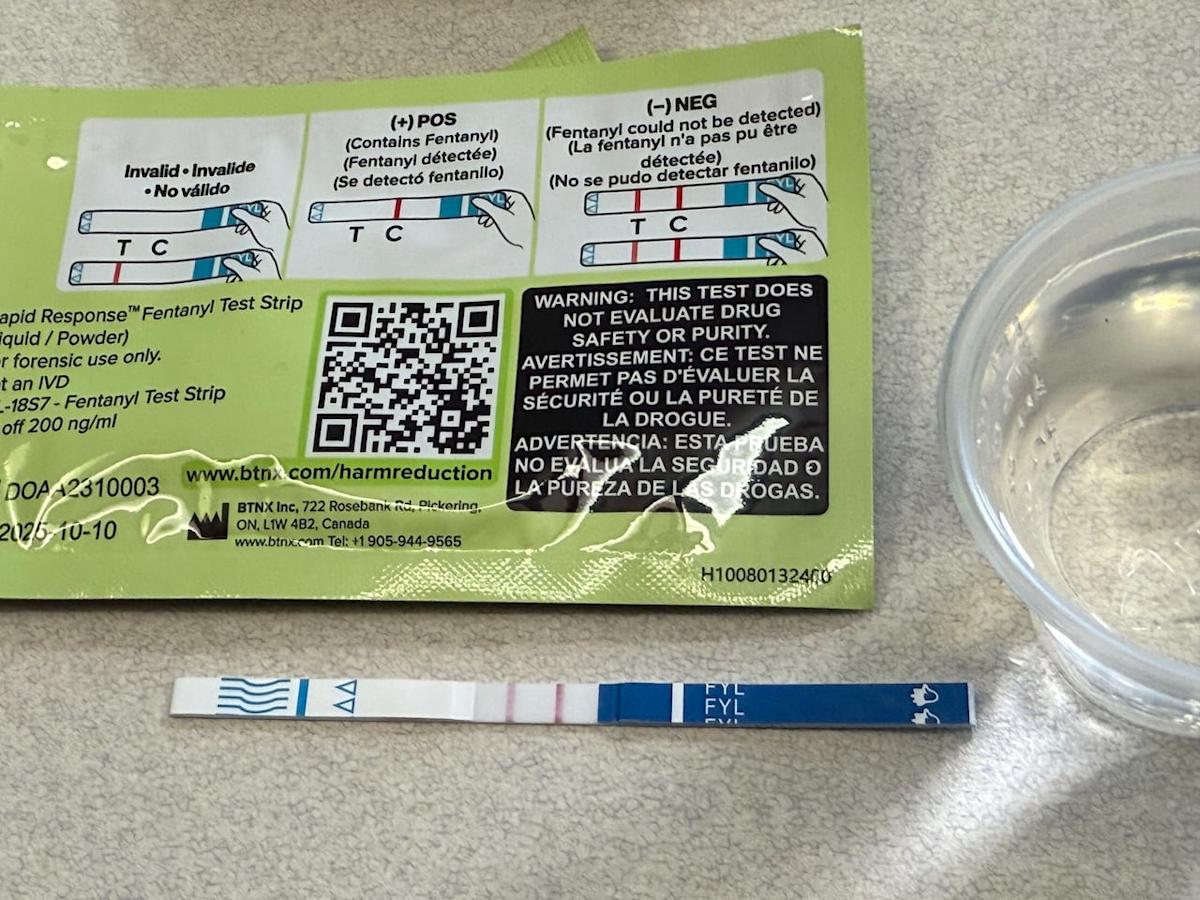 Invalid • Invalide
• No válido
T C
(+) POS
(Contains Fentanyl)
(Fentanyl détectée)
(Se detectó fentanilo)
T C
(–) NEG
(Fentanyl could not be detected)
(La fentanyl n'a pas pu être
détectée)
(No se pudo detectar fentanilo)
T C
apid Response™ Fentanyl Test Strip
iquid / Powder)
r forensic use only.
t an IVD
L-18S7 - Fentanyl Test Strip
off 200 ng/ml
DOAA2310003
10-10
www.btnx.com/harmreduction
BTNX Inc, 722 Rosebank Rd, Pickering,
ON, L1W 4B2, Canada
www.btnx.com Tel: +1 905-944-9565
WARNING: THIS TEST DOES
NOT EVALUATE DRUG
SAFETY OR PURITY.
AVERTISSEMENT: CE TEST NE
PERMET PAS D'ÉVALUER LA
SÉCURITÉ OU LA PURETÉ DE
LA DROGUE.
ADVERTENCIA: ESTA PRUEBA
NO EVALÚA LA SEGURIDAD O
LA PUREZA DE LAS DROGAS.
H10080132400
FYL
FYL
FYL